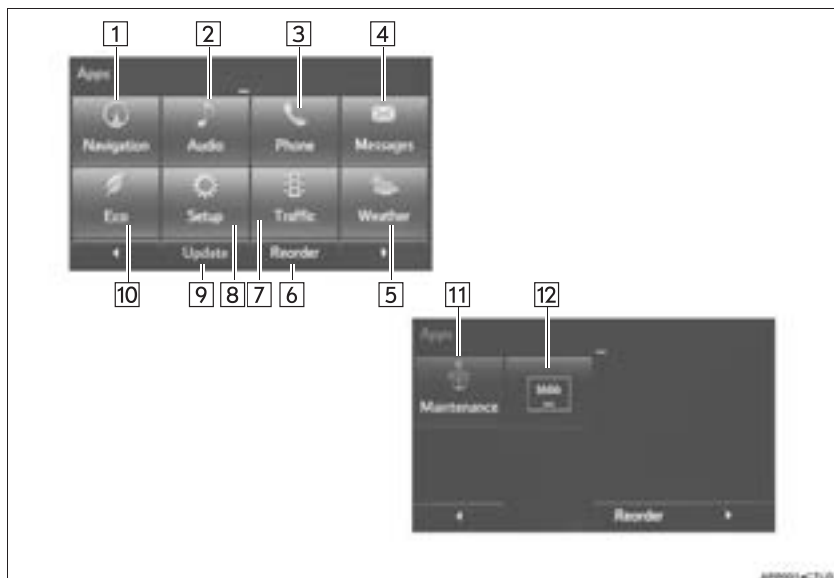 1 2 3 4
Apps
Navigation Audio Phone Messages
Eco Setup Traffic Weather
Update Reorder
10 9 8 7 6 5
11 12
Apps
Maintenance
Reorder